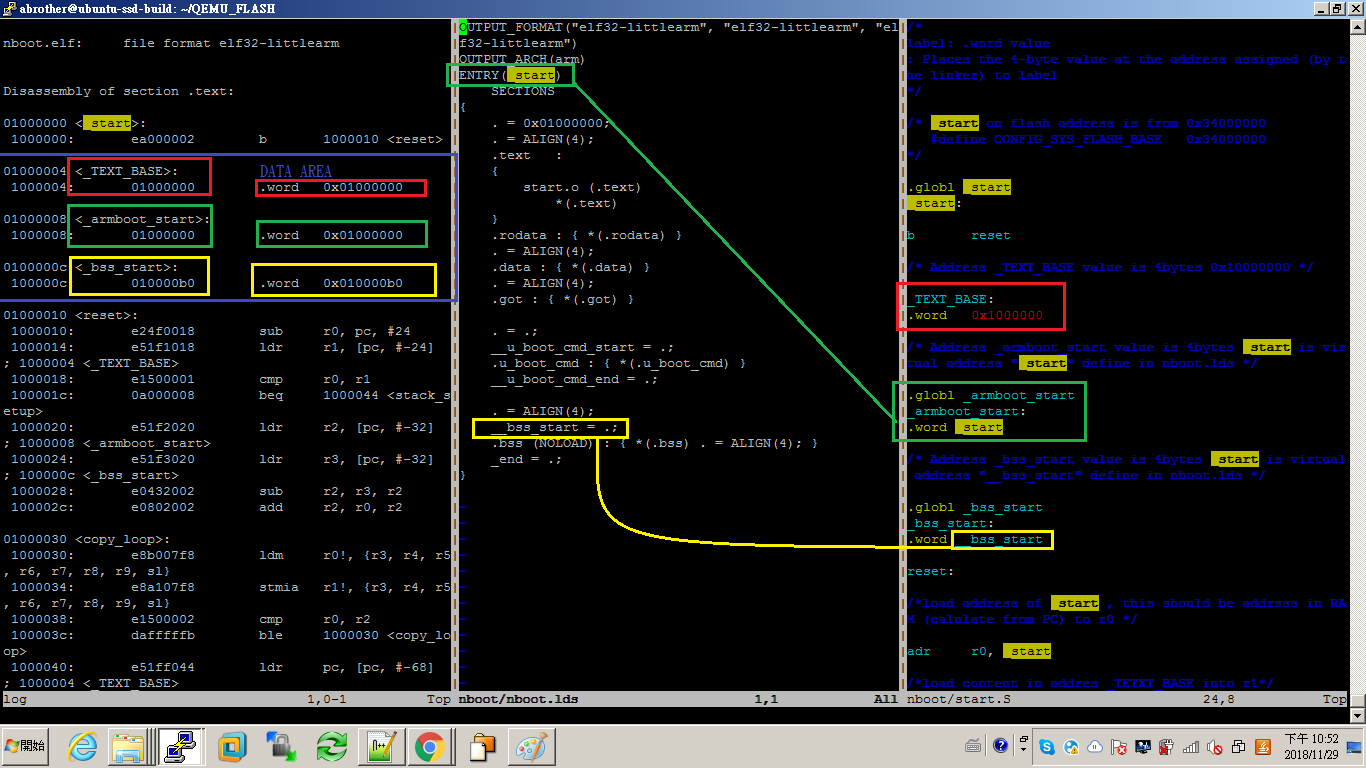 abrother@ubuntu-ssd-build: ~/QEMU_FLASH
nboot.elf:     file format elf32-littlearm
Disassembly of section .text:
01000000 <_start>:
 1000000:       ea000002        b       1000010 <reset>
01000004 <_TEXT_BASE>:          DATA AREA
 1000004:       01000000        .word   0x01000000
01000008 <_armboot_start>:
 1000008:       01000000        .word   0x01000000
0100000c <_bss_start>:
 100000c:       010000b0        .word   0x010000b0
01000010 <reset>:
 1000010:       e24f0018        sub     r0, pc, #24
 1000014:       e51f1018        ldr     r1, [pc, #-24]
; 1000004 <_TEXT_BASE>
 1000018:       e1500001        cmp     r0, r1
 100001c:       0a000008        beq     1000044 <stack_s
etup>
 1000020:       e51f2020        ldr     r2, [pc, #-32]
; 1000008 <_armboot_start>
 1000024:       e51f3020        ldr     r3, [pc, #-32]
; 100000c <_bss_start>
 1000028:       e0432002        sub     r2, r3, r2
 100002c:       e0802002        add     r2, r0, r2
01000030 <copy_loop>:
 1000030:       e8b007f8        ldm     r0!, {r3, r4, r5
, r6, r7, r8, r9, sl}
 1000034:       e8a107f8        stmia   r1!, {r3, r4, r5
, r6, r7, r8, r9, sl}
 1000038:       e1500002        cmp     r0, r2
 100003c:       dafffffb        ble     1000030 <copy_lo
op>
 1000040:       e51ff044        ldr     pc, [pc, #-68]
; 1000004 <_TEXT_BASE>
log                                   1,0-1          Top
OUTPUT_FORMAT("elf32-littlearm", "elf32-littlearm", "el
f32-littlearm")
OUTPUT_ARCH(arm)
ENTRY(_start)
    SECTIONS
{
    . = 0x01000000;
    . = ALIGN(4);
    .text   :
    {
        start.o (.text)
            *(.text)
    }
    .rodata : { *(.rodata) }
    . = ALIGN(4);
    .data : { *(.data) }
    . = ALIGN(4);
    .got : { *(.got) }
    . = .;
    __u_boot_cmd_start = .;
    .u_boot_cmd : { *(.u_boot_cmd) }
    __u_boot_cmd_end = .;
    . = ALIGN(4);
    __bss_start = .;
    .bss (NOLOAD) : { *(.bss) . = ALIGN(4); }
    _end = .;
}
nboot/nboot.lds                      1,1            All
/*
label: .word value
: Places the 4-byte value at the address assigned (by t
he linker) to label
*/
/* _start on flash address is from 0x34000000
   #define CONFIG_SYS_FLASH_BASE   0x34000000
*/
.globl _start
_start:
b       reset
/* Address _TEXT_BASE value is 4bytes 0x10000000 */
_TEXT_BASE:
.word   0x1000000
/* Address _armboot_start value is 4bytes _start is vir
tual address "_start" define in nboot.lds */
.globl _armboot_start
_armboot_start:
.word _start
/* Address _bss_start value is 4bytes _start is virtual
 address "__bss_start" define in nboot.lds */
.globl _bss_start
_bss_start:
.word __bss_start
reset:
/*load address of _start , this should be address in RA
M (calulate from PC) to r0 */
adr     r0, _start
/*load content in addres _TETXT_BASE into r1*/
nboot/start.S                        24,8           Top
開始
下午 10:52
2018/11/29